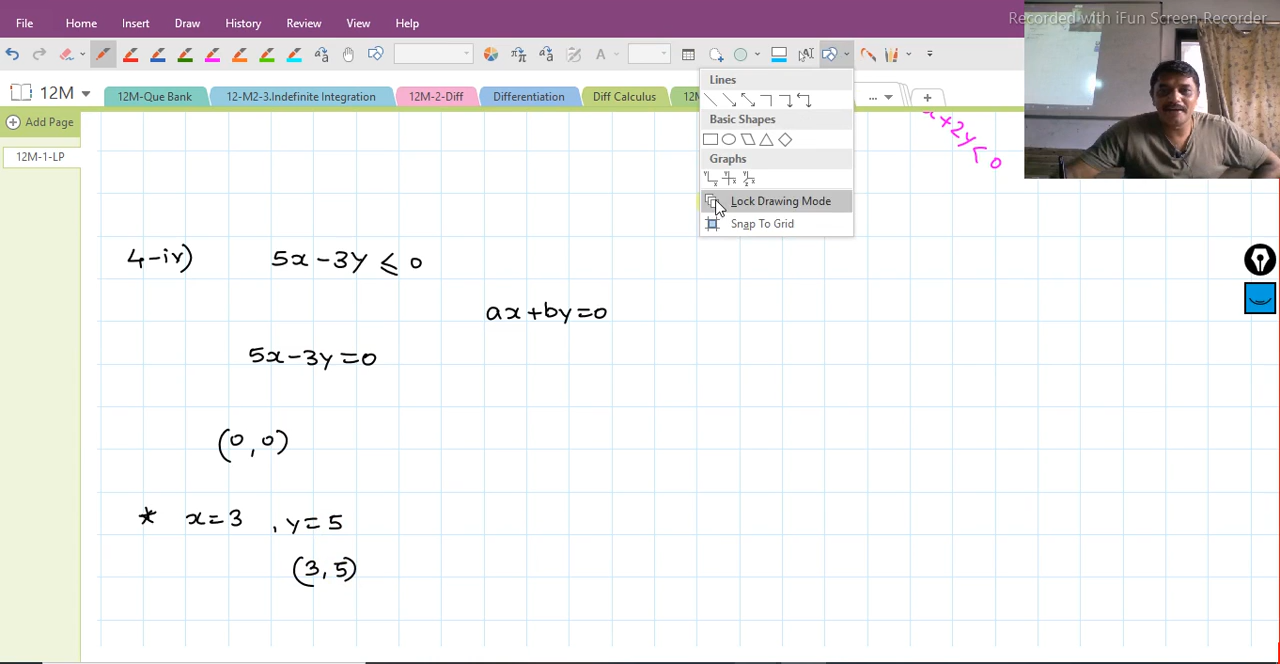 File Home Insert Draw History Review View Help
Recorded with iFun Screen Recorder
12M 12M-Que Bank 12-M2-3.Indefinite Integration 12M-2-Diff Differentiation Diff Calculus 12M ...
Add Page
12M-1-LP
Lines
Basic Shapes
Graphs
Lock Drawing Mode
Snap To Grid
x+2y<0
4-iv) 5x-3y ≤ 0
ax+by=0
5x-3y=0
(0,0)
* x=3 , y=5
(3,5)